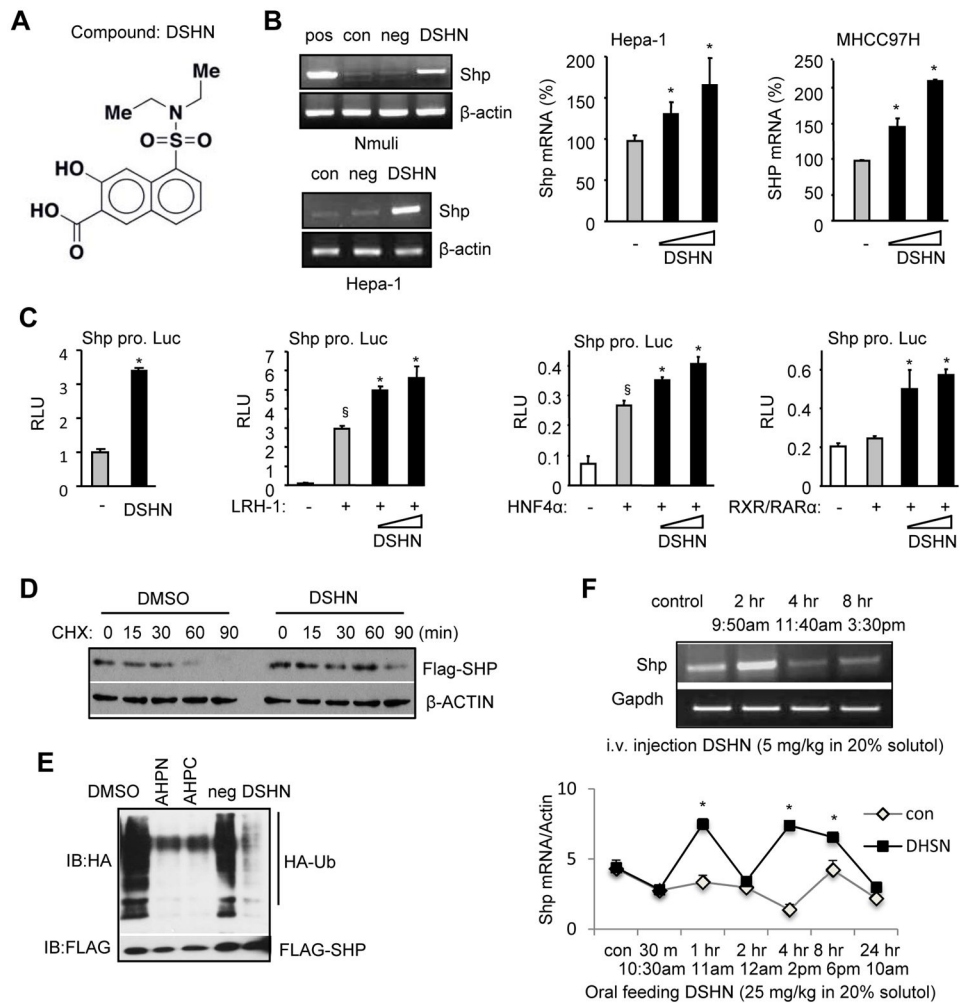 A
Compound: DSHN
Me
Me
N
O=S=O
HO
HO
O
B
pos con neg DSHN
Shp
β-actin
Nmuli
con neg DSHN
Shp
β-actin
Hepa-1
Hepa-1
Shp mRNA (%)
200
150
100
50
0
- DSHN
*
*
MHCC97H
SHP mRNA (%)
250
200
150
100
50
0
- DSHN
*
*
C
Shp pro. Luc
RLU
4
3
2
1
0
*
- DSHN
Shp pro. Luc
RLU
7
6
5
4
3
2
1
0
§ * *
LRH-1: - + + +
DSHN
Shp pro. Luc
RLU
0.4
0.3
0.2
0.1
0
§ * *
HNF4α: - + + +
DSHN
Shp pro. Luc
RLU
0.6
0.4
0.2
0
* *
RXR/RARα: - + + +
DSHN
D
DMSO DSHN
CHX: 0 15 30 60 90 0 15 30 60 90 (min)
Flag-SHP
β-ACTIN
E
DMSO AHPN AHPC neg DSHN
IB:HA
HA-Ub
IB:FLAG
FLAG-SHP
F
control 2 hr 4 hr 8 hr
9:50am 11:40am 3:30pm
Shp
Gapdh
i.v. injection DSHN (5 mg/kg in 20% solutol)
Shp mRNA/Actin
10
5
0
* * *
con
DHSN
con 30 m 1 hr 2 hr 4 hr 8 hr 24 hr
10:30am 11am 12am 2pm 6pm 10am
Oral feeding DSHN (25 mg/kg in 20% solutol)